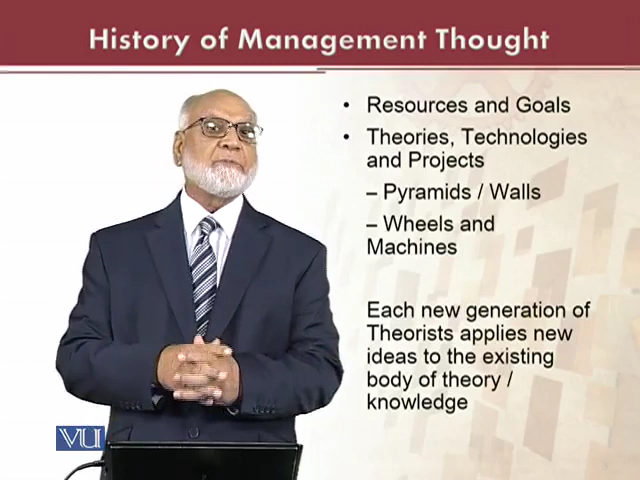 History of Management Thought
• Resources and Goals
• Theories, Technologies
and Projects
– Pyramids / Walls
– Wheels and
Machines
Each new generation of
Theorists applies new
ideas to the existing
body of theory /
knowledge
VU